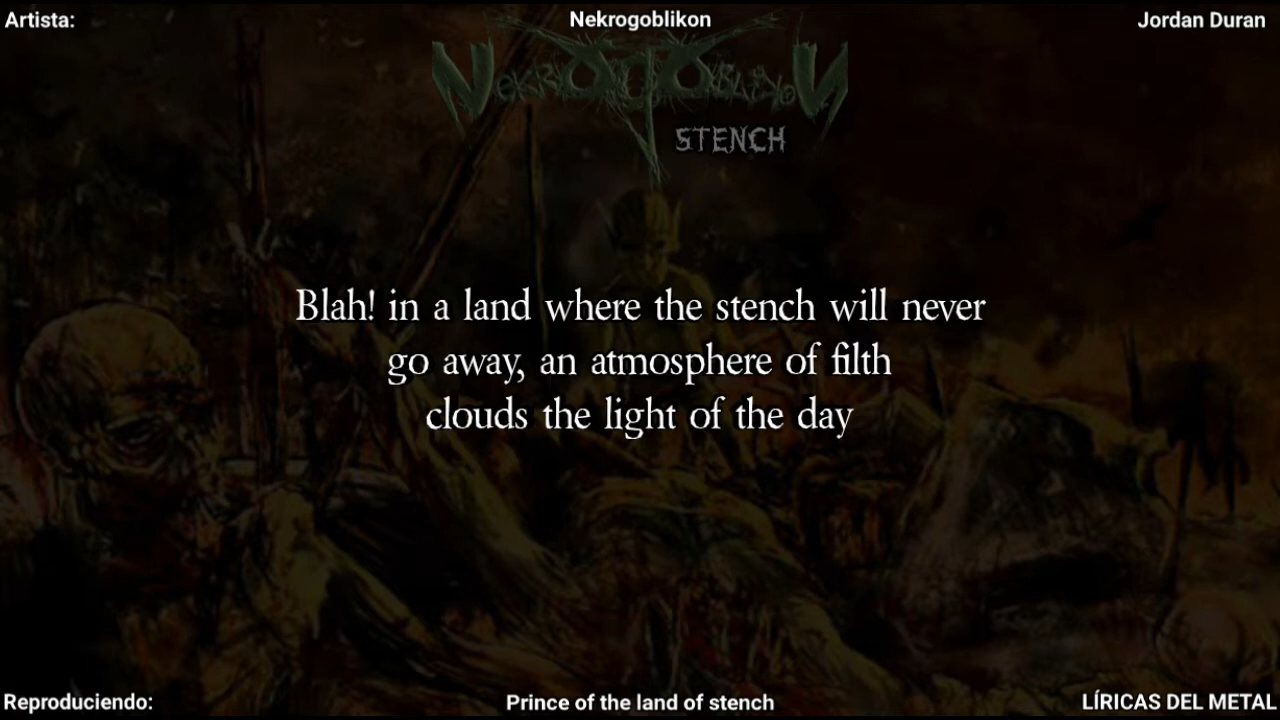 Artista:
Nekrogoblikon
Jordan Duran
NEKROGOBLIKON
STENCH
Blah! in a land where the stench will never
go away, an atmosphere of filth
clouds the light of the day
Reproduciendo:
Prince of the land of stench
LÍRICAS DEL METAL